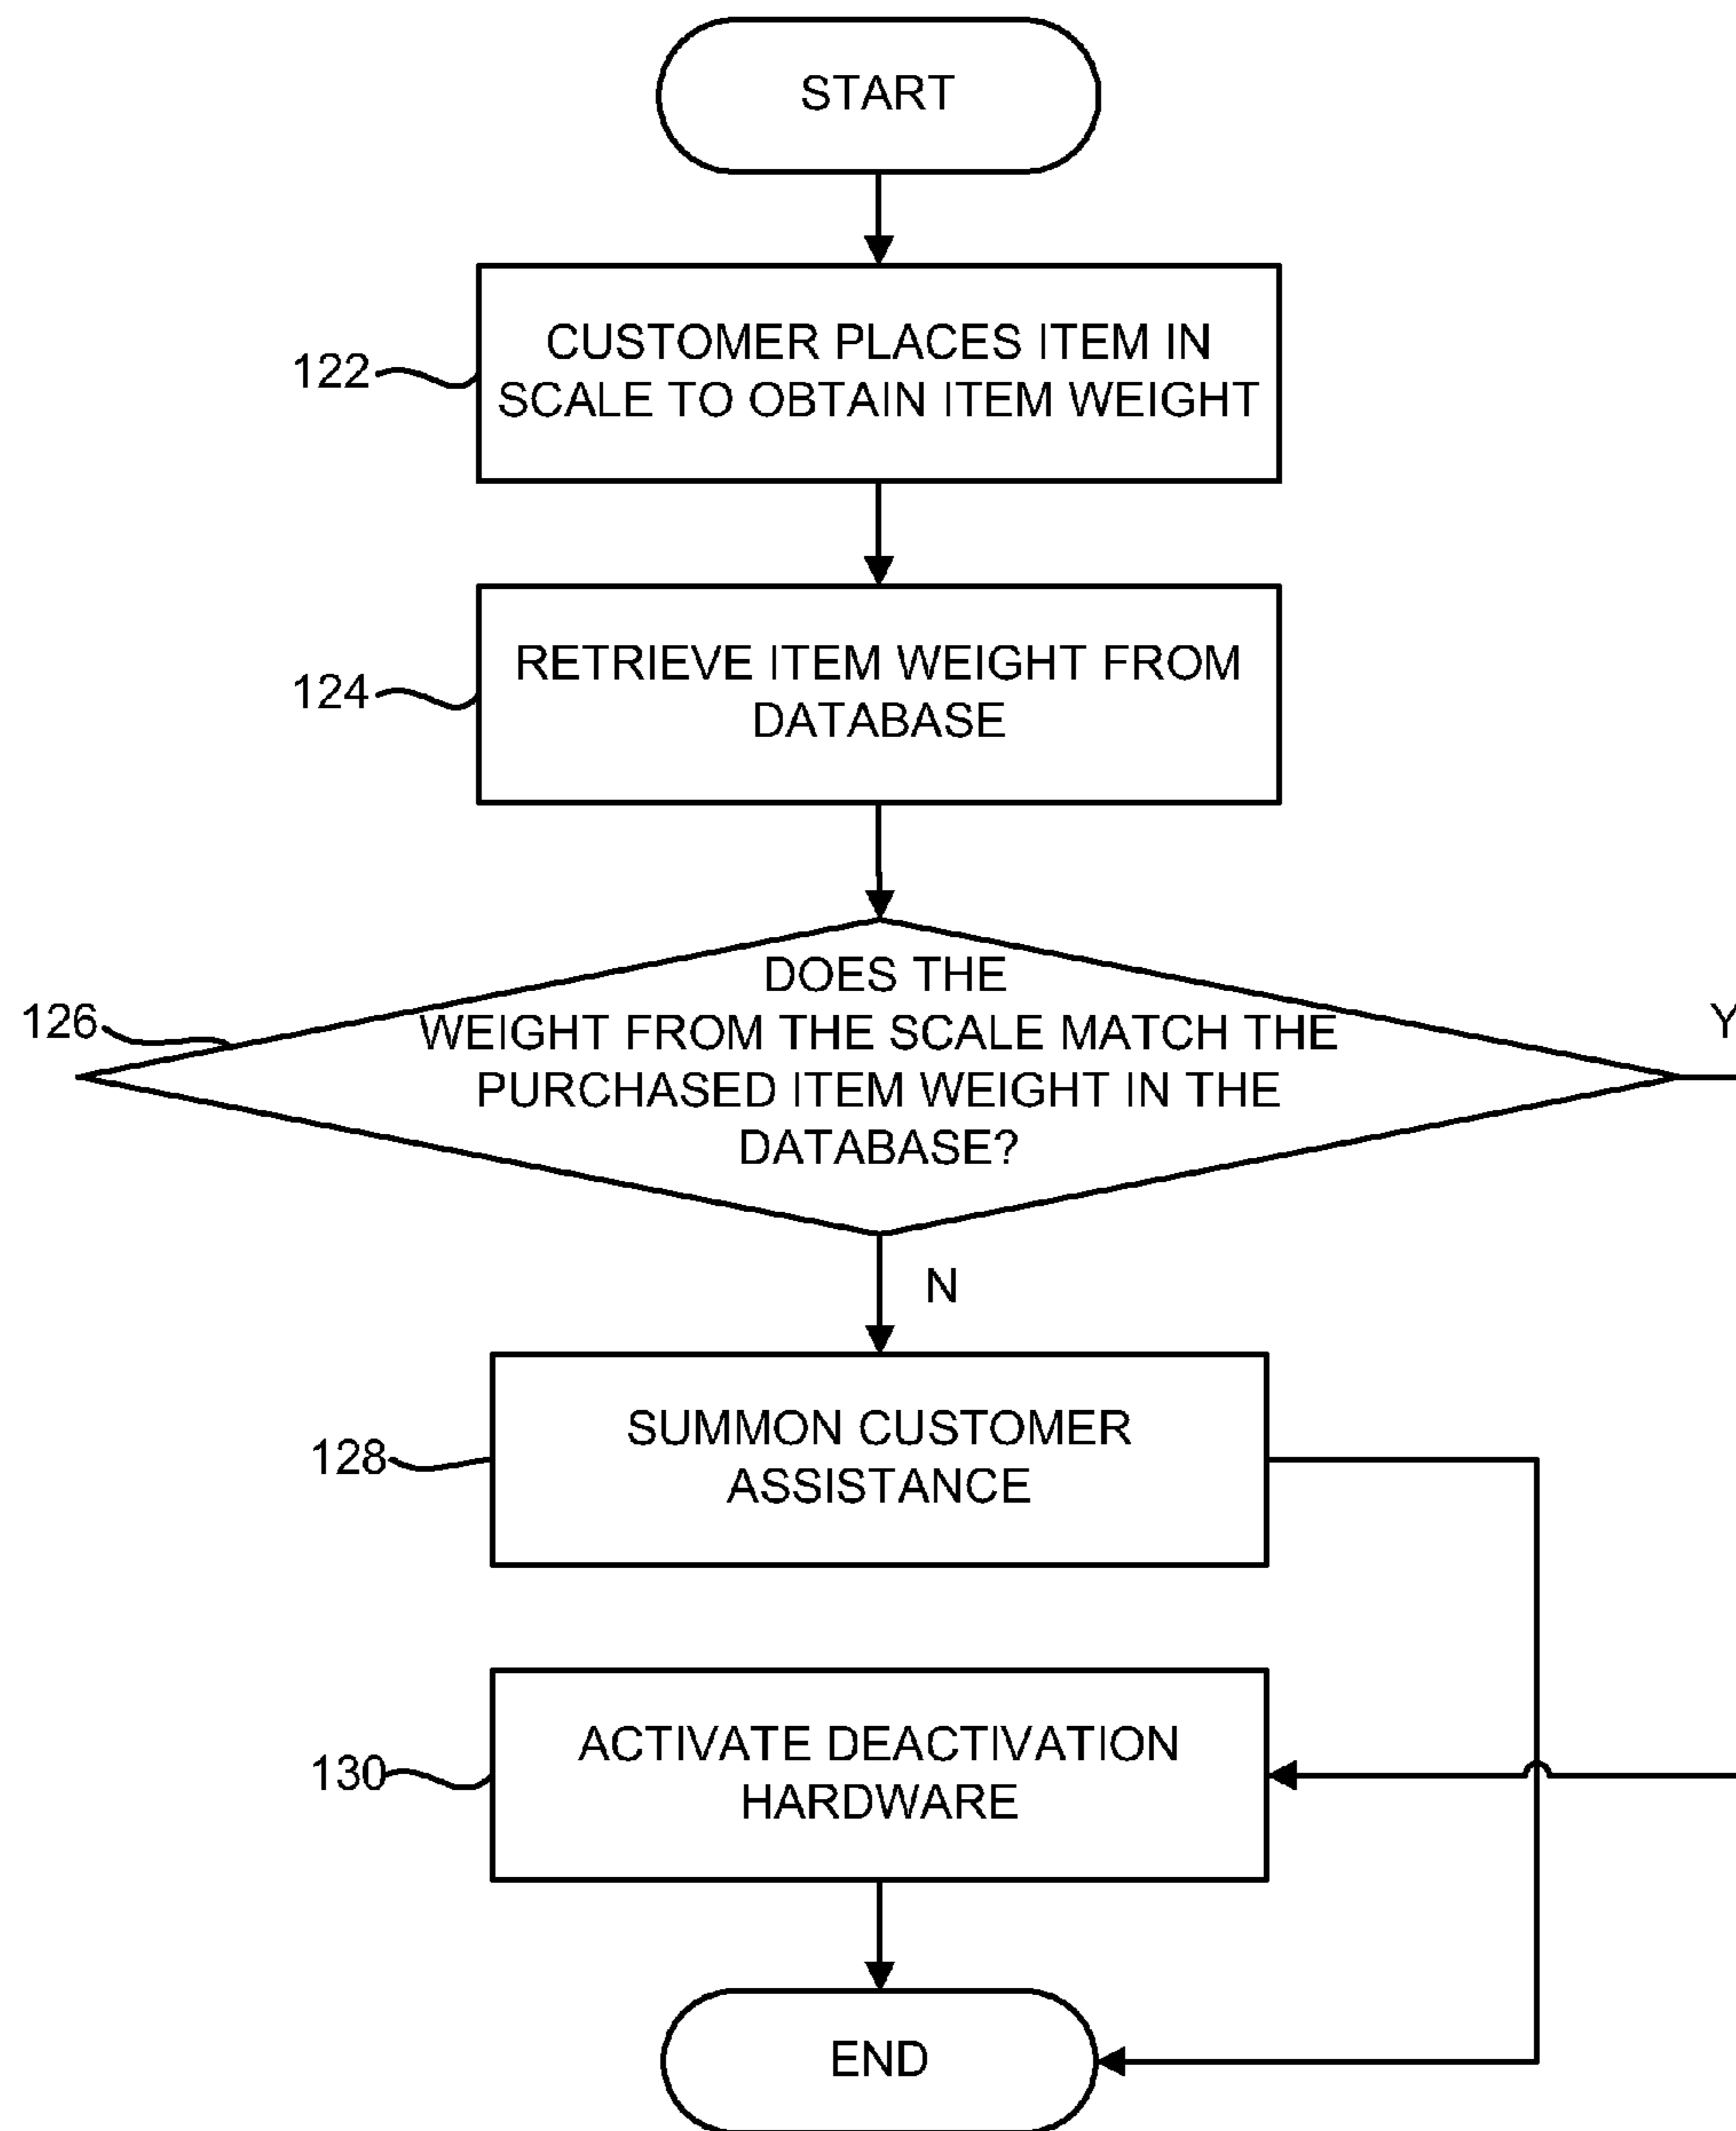 START
122
CUSTOMER PLACES ITEM IN
SCALE TO OBTAIN ITEM WEIGHT
124
RETRIEVE ITEM WEIGHT FROM
DATABASE
126
DOES THE
WEIGHT FROM THE SCALE MATCH THE
PURCHASED ITEM WEIGHT IN THE
DATABASE?
Y
N
128
SUMMON CUSTOMER
ASSISTANCE
130
ACTIVATE DEACTIVATION
HARDWARE
END